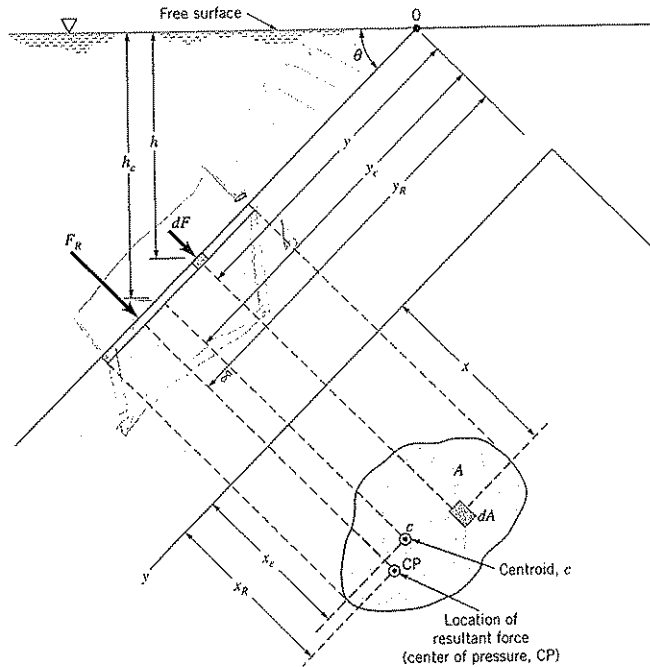 Free surface
O
θ
h
h_c
y
y_c
y_R
dF
F_R
x
A
dA
c
x_c
CP
x_R
y
Centroid, c
Location of
resultant force
(center of pressure, CP)